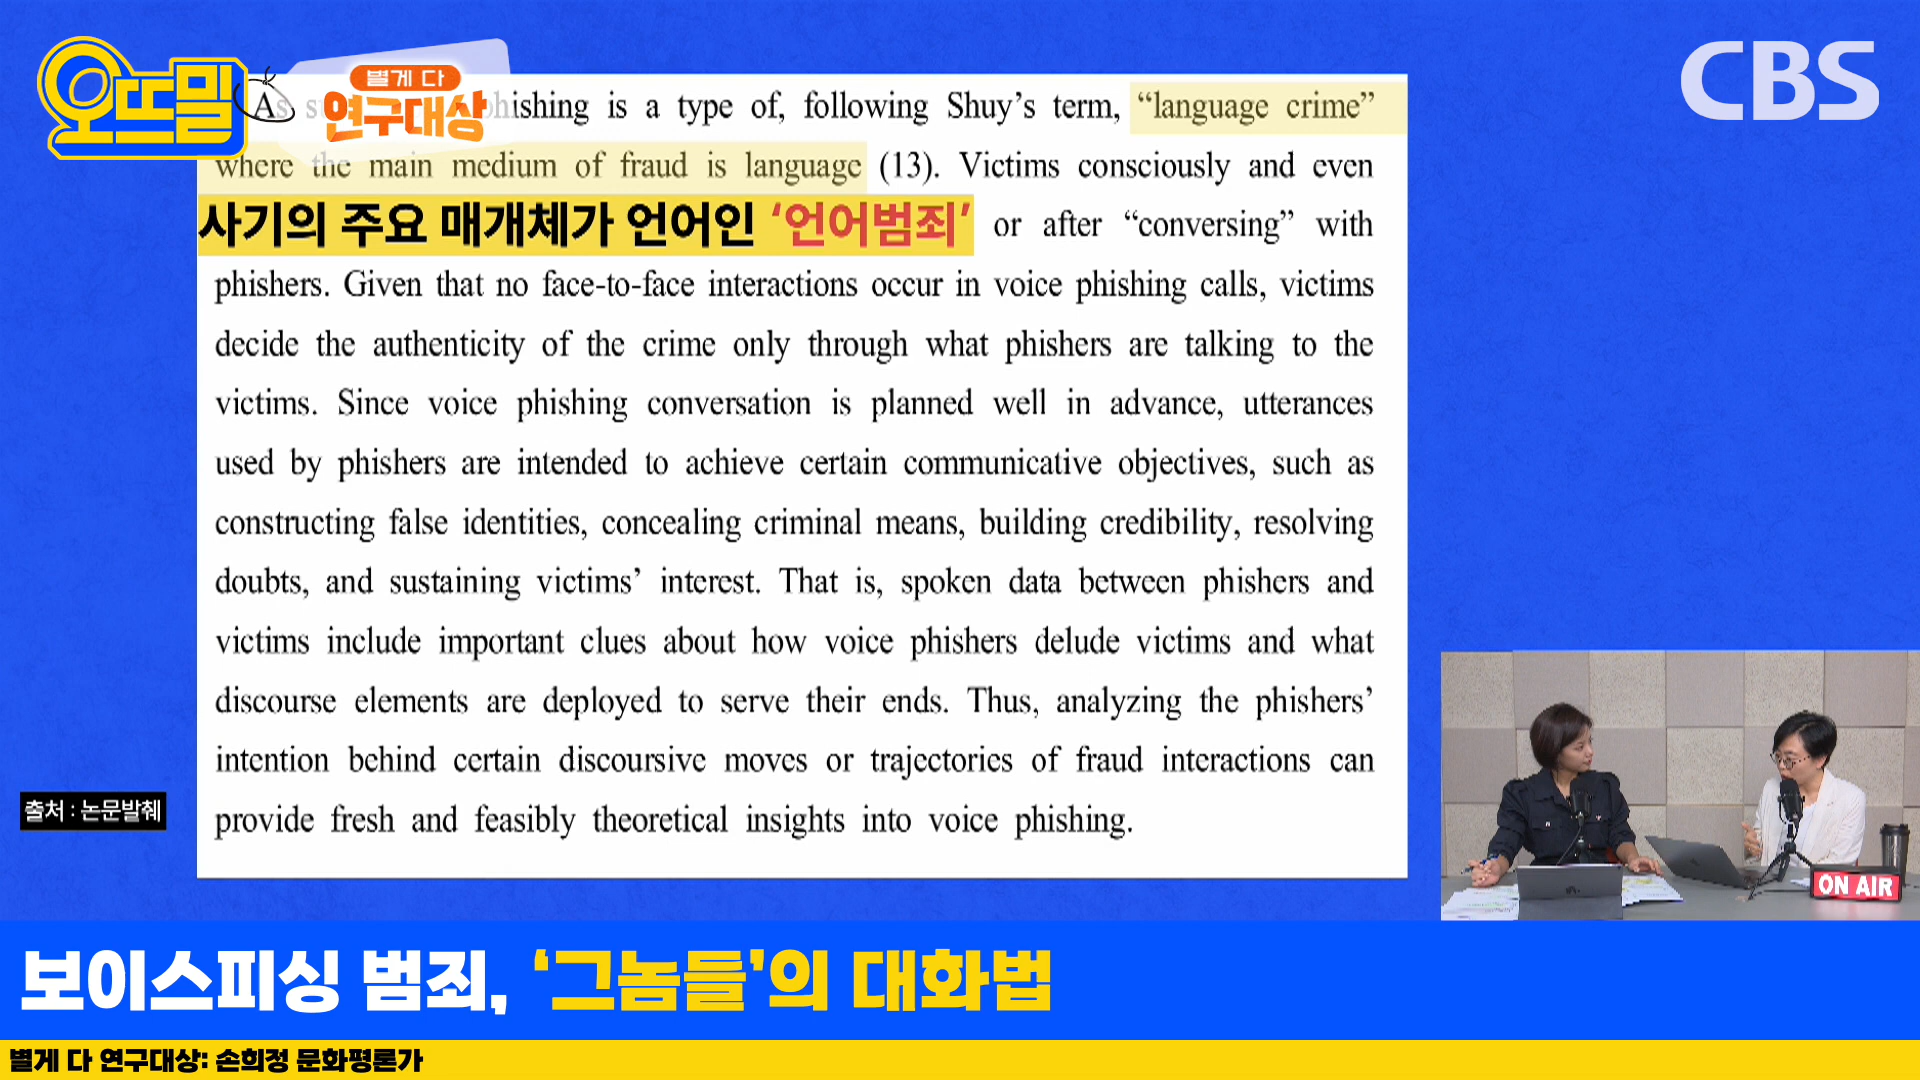 오뜨밀
별게 다
연구대상
CBS
As phishing is a type of, following Shuy’s term, “language crime”
where the main medium of fraud is language (13). Victims consciously and even
사기의 주요 매개체가 언어인 ‘언어범죄’ or after “conversing” with
phishers. Given that no face-to-face interactions occur in voice phishing calls, victims
decide the authenticity of the crime only through what phishers are talking to the
victims. Since voice phishing conversation is planned well in advance, utterances
used by phishers are intended to achieve certain communicative objectives, such as
constructing false identities, concealing criminal means, building credibility, resolving
doubts, and sustaining victims’ interest. That is, spoken data between phishers and
victims include important clues about how voice phishers delude victims and what
discourse elements are deployed to serve their ends. Thus, analyzing the phishers’
intention behind certain discoursive moves or trajectories of fraud interactions can
provide fresh and feasibly theoretical insights into voice phishing.
출처 : 논문발췌
ON AIR
보이스피싱 범죄, ‘그놈들’의 대화법
별게 다 연구대상: 손희정 문화평론가